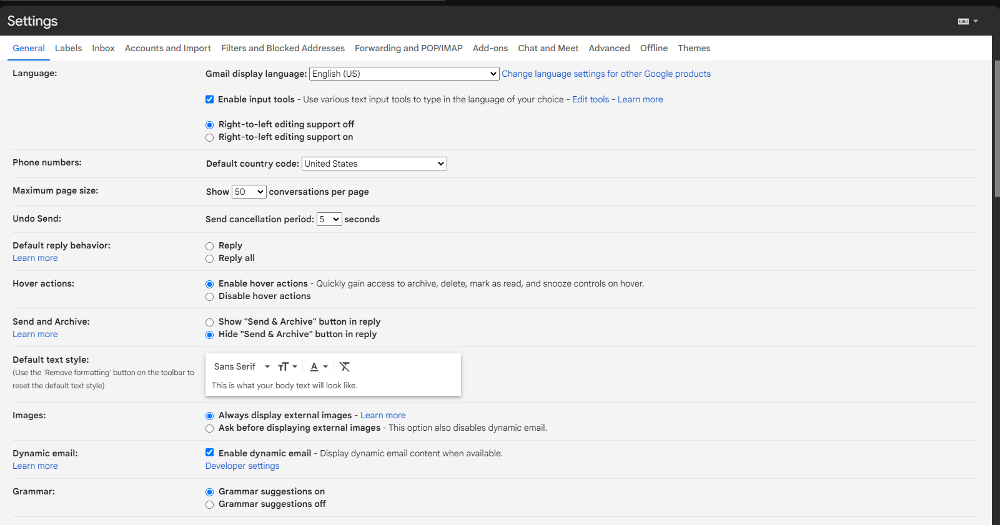 Settings
General Labels Inbox Accounts and Import Filters and Blocked Addresses Forwarding and POP/IMAP Add-ons Chat and Meet Advanced Offline Themes
Language: Gmail display language: English (US) Change language settings for other Google products
Enable input tools - Use various text input tools to type in the language of your choice - Edit tools - Learn more
Right-to-left editing support off
Right-to-left editing support on
Phone numbers: Default country code: United States
Maximum page size: Show 50 conversations per page
Undo Send: Send cancellation period: 5 seconds
Default reply behavior: Reply
Learn more Reply all
Hover actions: Enable hover actions - Quickly gain access to archive, delete, mark as read, and snooze controls on hover.
Disable hover actions
Send and Archive: Show "Send & Archive" button in reply
Learn more Hide "Send & Archive" button in reply
Default text style: Sans Serif
(Use the 'Remove formatting' button on the toolbar to
reset the default text style) This is what your body text will look like.
Images: Always display external images - Learn more
Ask before displaying external images - This option also disables dynamic email.
Dynamic email: Enable dynamic email - Display dynamic email content when available.
Learn more Developer settings
Grammar: Grammar suggestions on
Grammar suggestions off